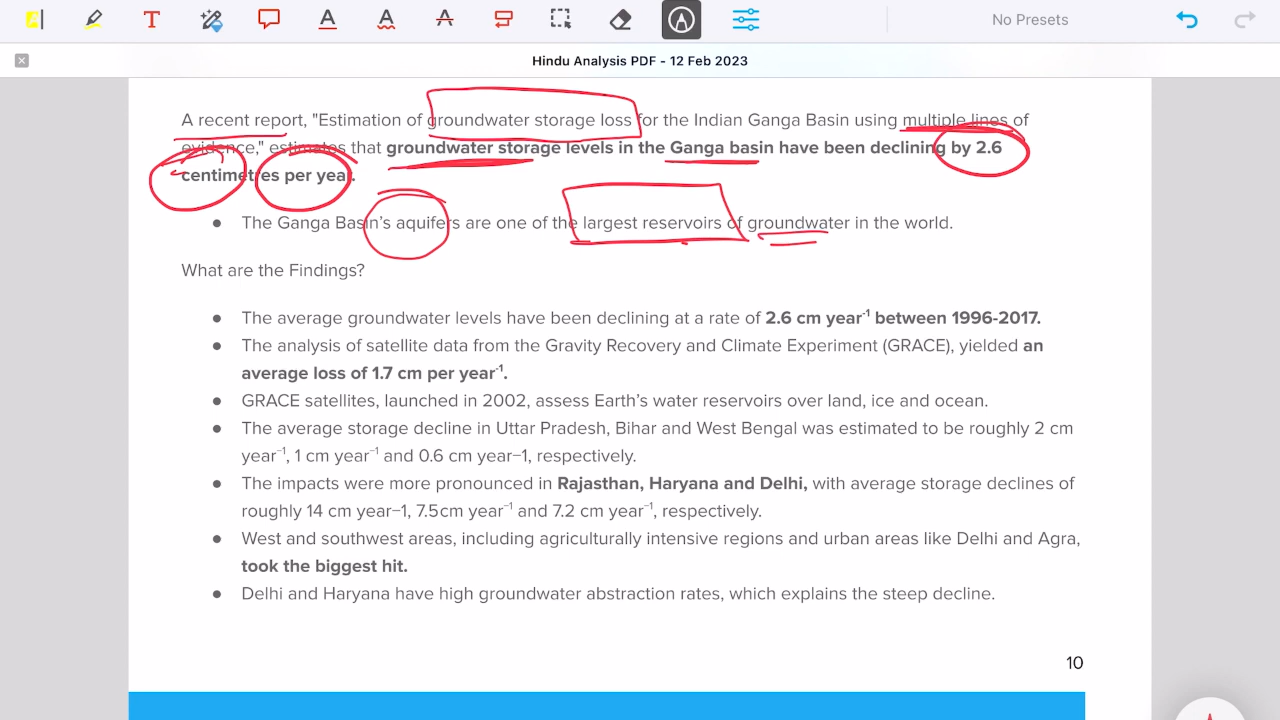 No Presets
Hindu Analysis PDF - 12 Feb 2023
A recent report, "Estimation of groundwater storage loss for the Indian Ganga Basin using multiple lines of
evidence," estimates that groundwater storage levels in the Ganga basin have been declining by 2.6
centimetres per year.
● The Ganga Basin's aquifers are one of the largest reservoirs of groundwater in the world.
What are the Findings?
● The average groundwater levels have been declining at a rate of 2.6 cm year⁻¹ between 1996-2017.
● The analysis of satellite data from the Gravity Recovery and Climate Experiment (GRACE), yielded an
average loss of 1.7 cm per year⁻¹.
● GRACE satellites, launched in 2002, assess Earth's water reservoirs over land, ice and ocean.
● The average storage decline in Uttar Pradesh, Bihar and West Bengal was estimated to be roughly 2 cm
year⁻¹, 1 cm year⁻¹ and 0.6 cm year−1, respectively.
● The impacts were more pronounced in Rajasthan, Haryana and Delhi, with average storage declines of
roughly 14 cm year−1, 7.5cm year⁻¹ and 7.2 cm year⁻¹, respectively.
● West and southwest areas, including agriculturally intensive regions and urban areas like Delhi and Agra,
took the biggest hit.
● Delhi and Haryana have high groundwater abstraction rates, which explains the steep decline.
10